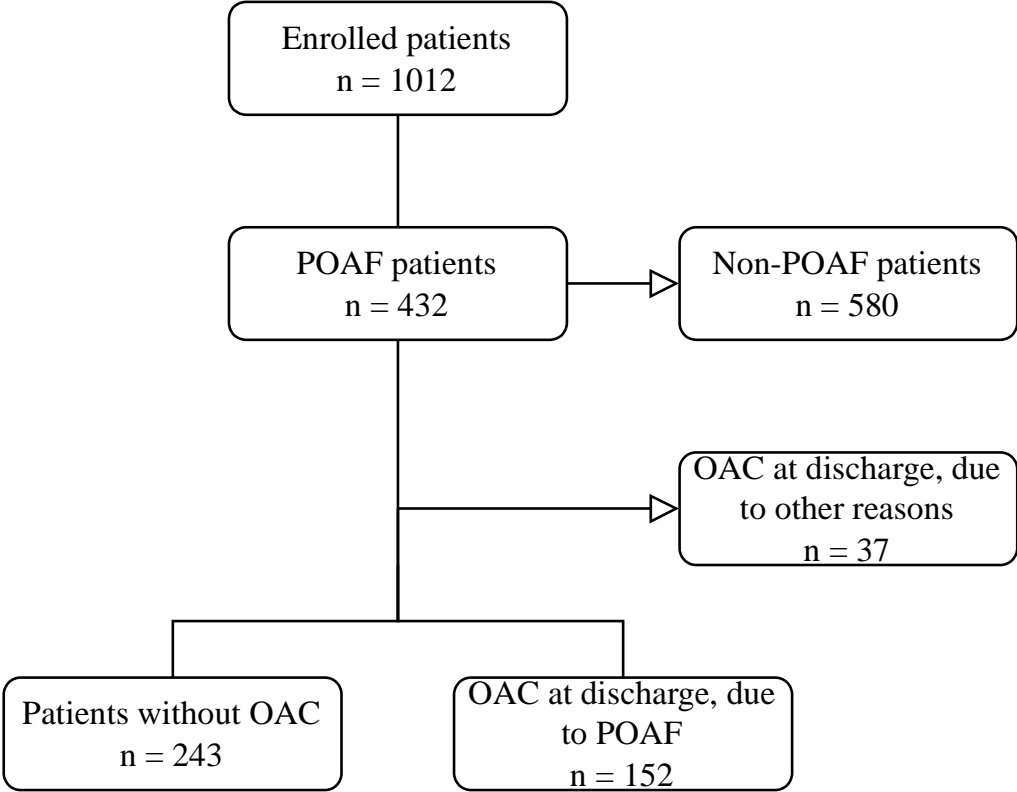 Enrolled patients
n = 1012
POAF patients
n = 432
Non-POAF patients
n = 580
OAC at discharge, due
to other reasons
n = 37
Patients without OAC
n = 243
OAC at discharge, due
to POAF
n = 152